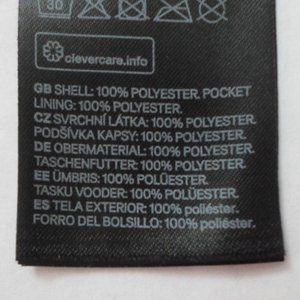 30
clevercare.info
GB SHELL: 100% POLYESTER. POCKET
LINING: 100% POLYESTER.
CZ SVRCHNÍ LÁTKA: 100% POLYESTER.
PODŠÍVKA KAPSY: 100% POLYESTER.
DE OBERMATERIAL: 100% POLYESTER.
TASCHENFUTTER: 100% POLYESTER.
EE ÜMBRIS: 100% POLÜESTER.
TASKU VOODER: 100% POLÜESTER.
ES TELA EXTERIOR: 100% poliéster.
FORRO DEL BOLSILLO: 100% poliéster.